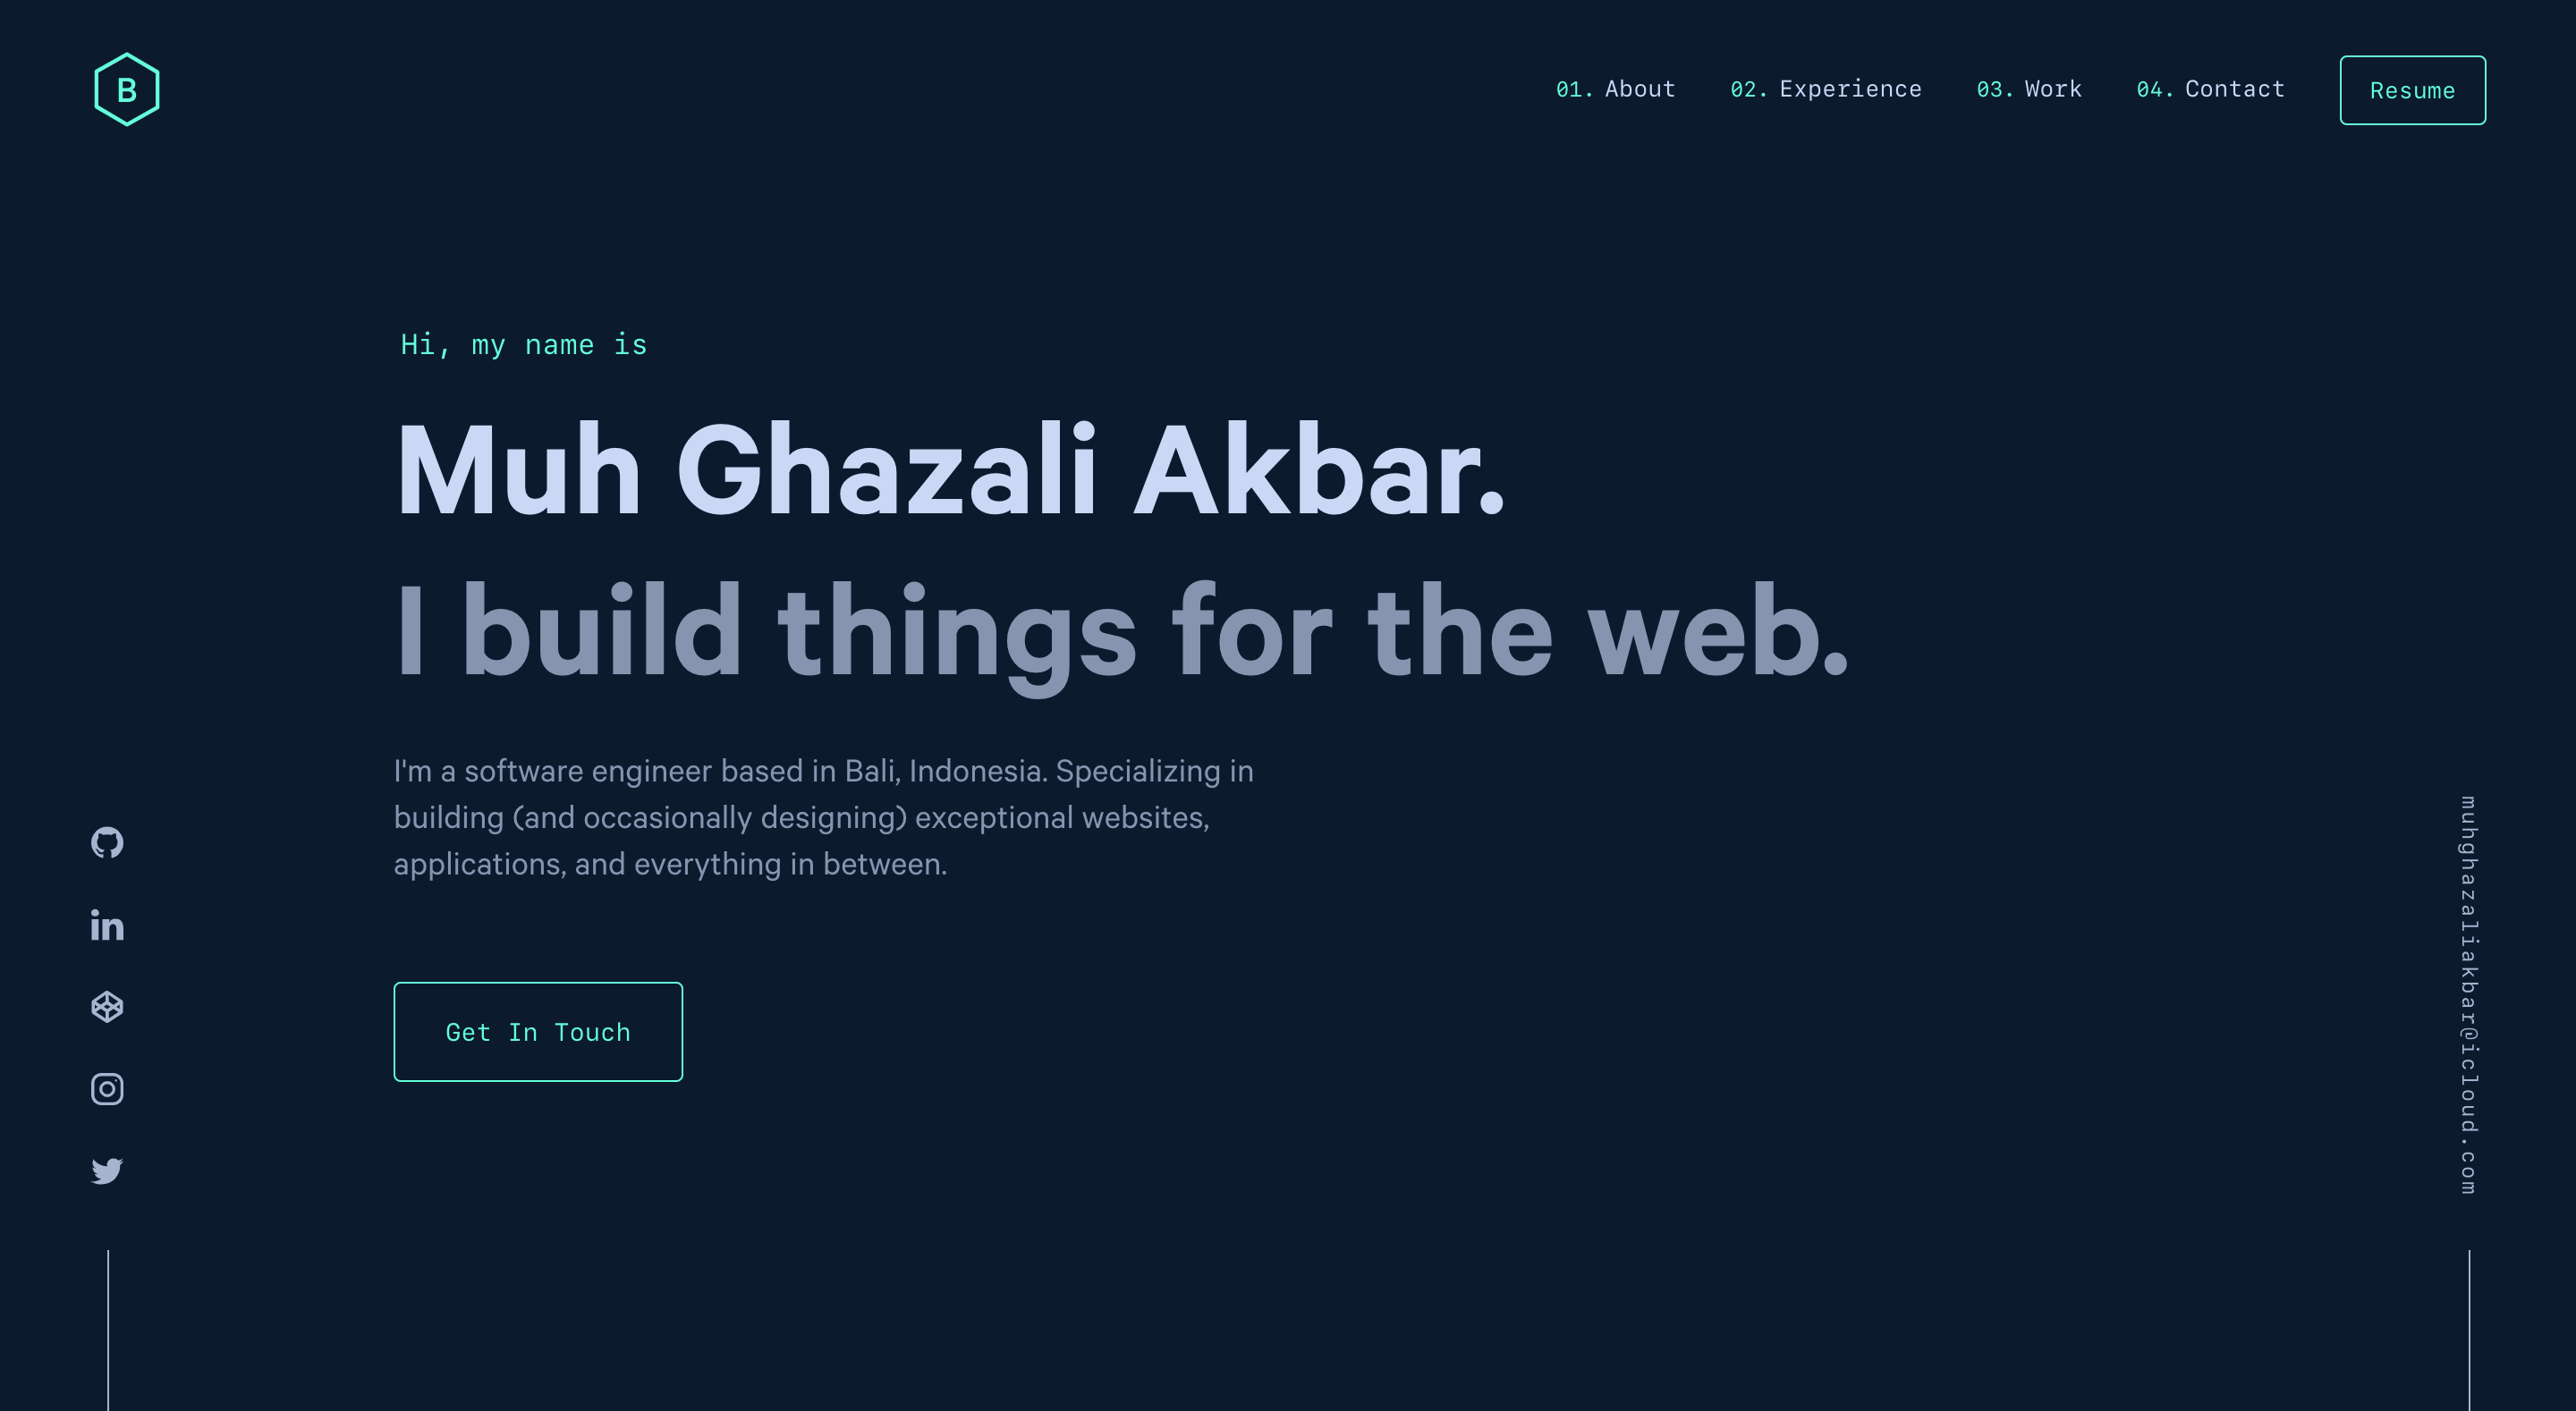 B
01. About 02. Experience 03. Work 04. Contact Resume
Hi, my name is
Muh Ghazali Akbar.
I build things for the web.
I'm a software engineer based in Bali, Indonesia. Specializing in
building (and occasionally designing) exceptional websites,
applications, and everything in between.
Get In Touch
in
muhghazaliakbar@icloud.com